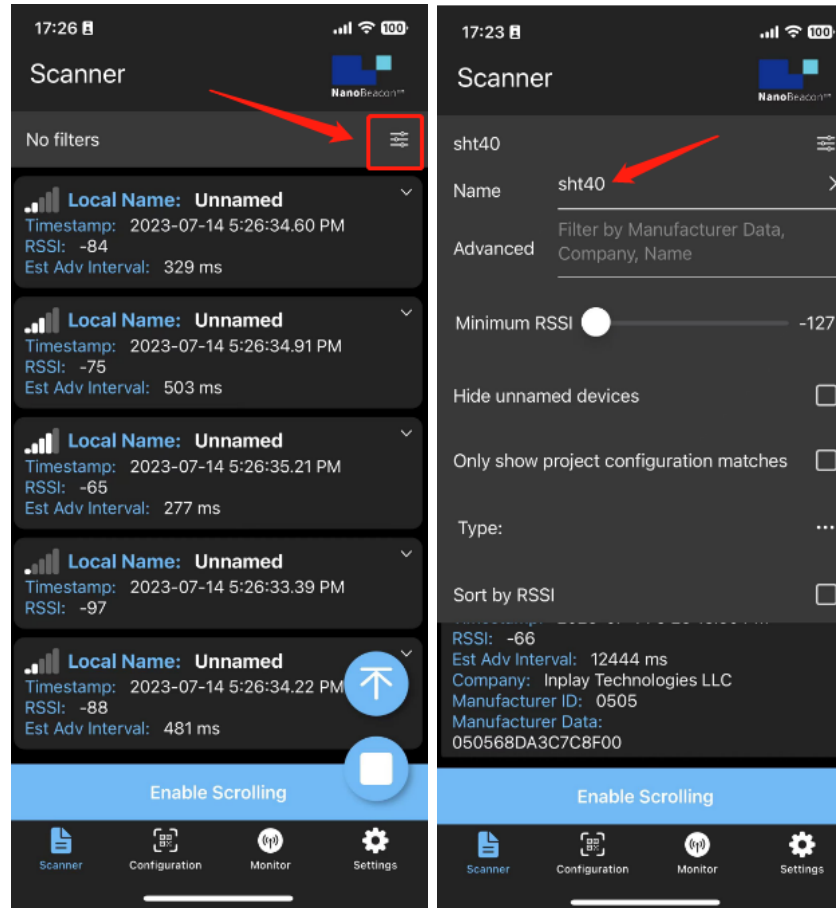 17:26
100
Scanner
NanoBeacon™
No filters
Local Name: Unnamed
Timestamp: 2023-07-14 5:26:34.60 PM
RSSI: -84
Est Adv Interval: 329 ms
Local Name: Unnamed
Timestamp: 2023-07-14 5:26:34.91 PM
RSSI: -75
Est Adv Interval: 503 ms
Local Name: Unnamed
Timestamp: 2023-07-14 5:26:35.21 PM
RSSI: -65
Est Adv Interval: 277 ms
Local Name: Unnamed
Timestamp: 2023-07-14 5:26:33.39 PM
RSSI: -97
Local Name: Unnamed
Timestamp: 2023-07-14 5:26:34.22 PM
RSSI: -88
Est Adv Interval: 481 ms
Enable Scrolling
Scanner Configuration Monitor Settings
17:23
100
Scanner
NanoBeacon™
sht40
Name sht40
Advanced Filter by Manufacturer Data,
Company, Name
Minimum RSSI -127
Hide unnamed devices
Only show project configuration matches
Type: ...
Sort by RSSI
RSSI: -66
Est Adv Interval: 12444 ms
Company: Inplay Technologies LLC
Manufacturer ID: 0505
Manufacturer Data:
050568DA3C7C8F00
Enable Scrolling
Scanner Configuration Monitor Settings